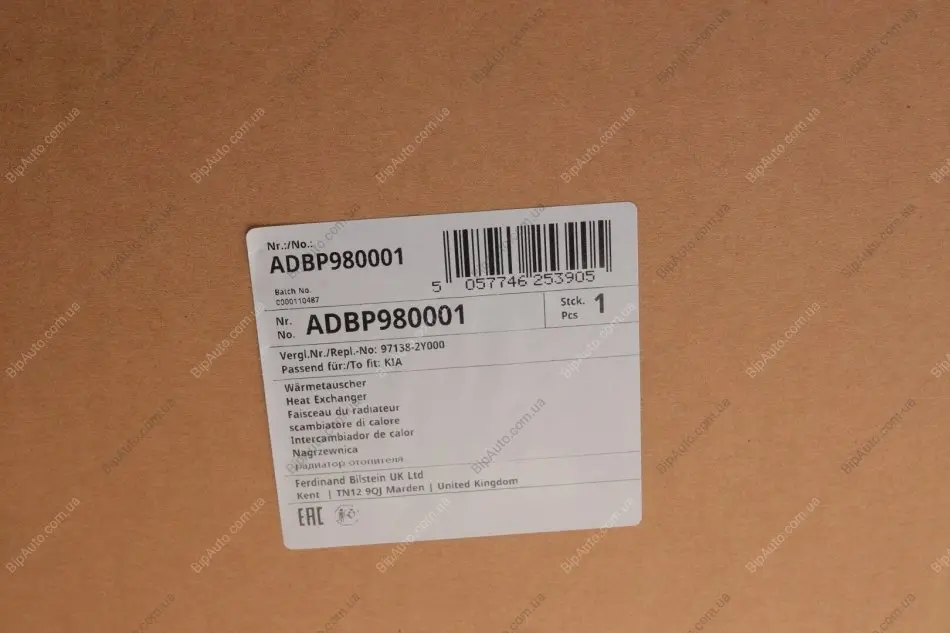 Nr.:/No.:
ADBP980001
Batch No.
C000110487
5 057746 253905
Nr.
No. ADBP980001
Stck.
Pcs 1
Vergl.Nr./Repl.-No: 97138-2Y000
Passend für:/To fit: KIA
Wärmetauscher
Heat Exchanger
Faisceau du radiateur
scambiatore di calore
Intercambiador de calor
Nagrzewnica
радиатор отопителя
Ferdinand Bilstein UK Ltd
Kent | TN12 9QJ Marden | United Kingdom
EAC
BipAuto.com.ua